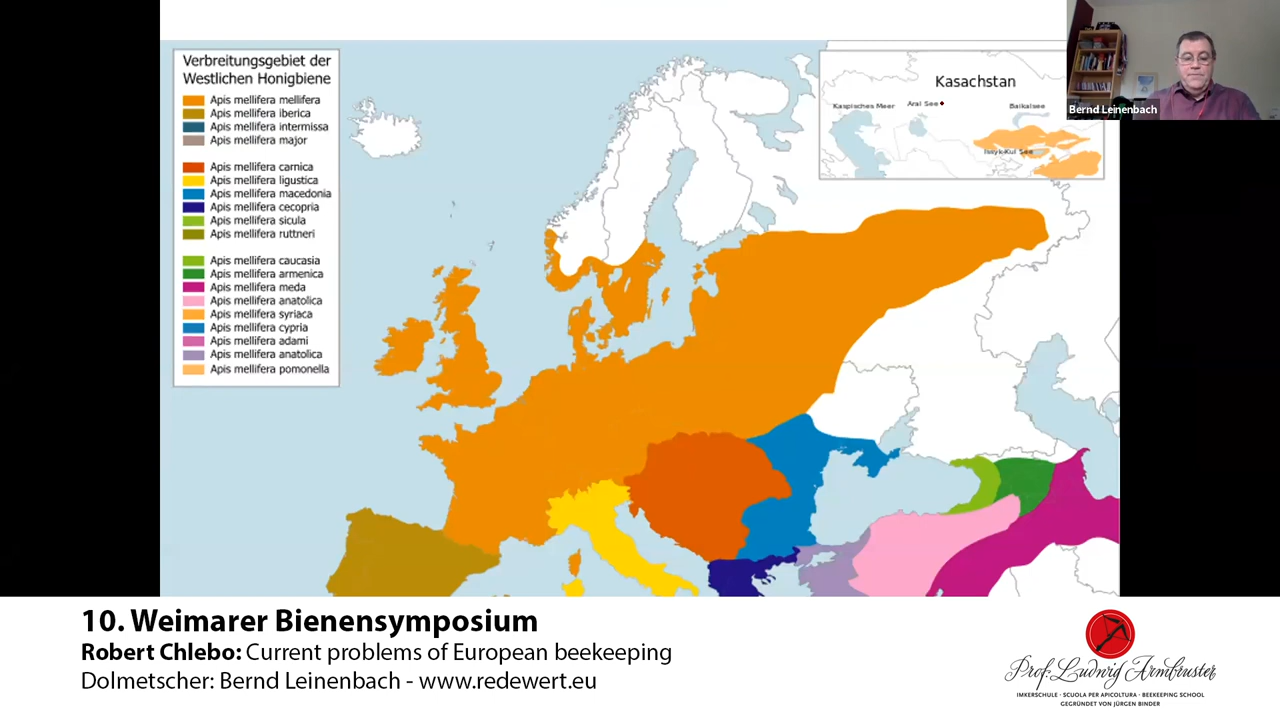 Verbreitungsgebiet der
Westlichen Honigbiene
Apis mellifera mellifera
Apis mellifera iberica
Apis mellifera intermissa
Apis mellifera major
Apis mellifera carnica
Apis mellifera ligustica
Apis mellifera macedonia
Apis mellifera cecopria
Apis mellifera sicula
Apis mellifera ruttneri
Apis mellifera caucasia
Apis mellifera armenica
Apis mellifera meda
Apis mellifera anatolica
Apis mellifera syriaca
Apis mellifera cypria
Apis mellifera adami
Apis mellifera anatolica
Apis mellifera pomonella
Kasachstan
Kaspisches Meer
Aral See
Baikalsee
Issyk-Kul See
Bernd Leinenbach
10. Weimarer Bienensymposium
Robert Chlebo: Current problems of European beekeeping
Dolmetscher: Bernd Leinenbach - www.redewert.eu
Prof. Ludwig Armbruster
IMKERSCHULE · SCUOLA PER APICOLTURA · BEEKEEPING SCHOOL
GEGRÜNDET VON JÜRGEN BINDER